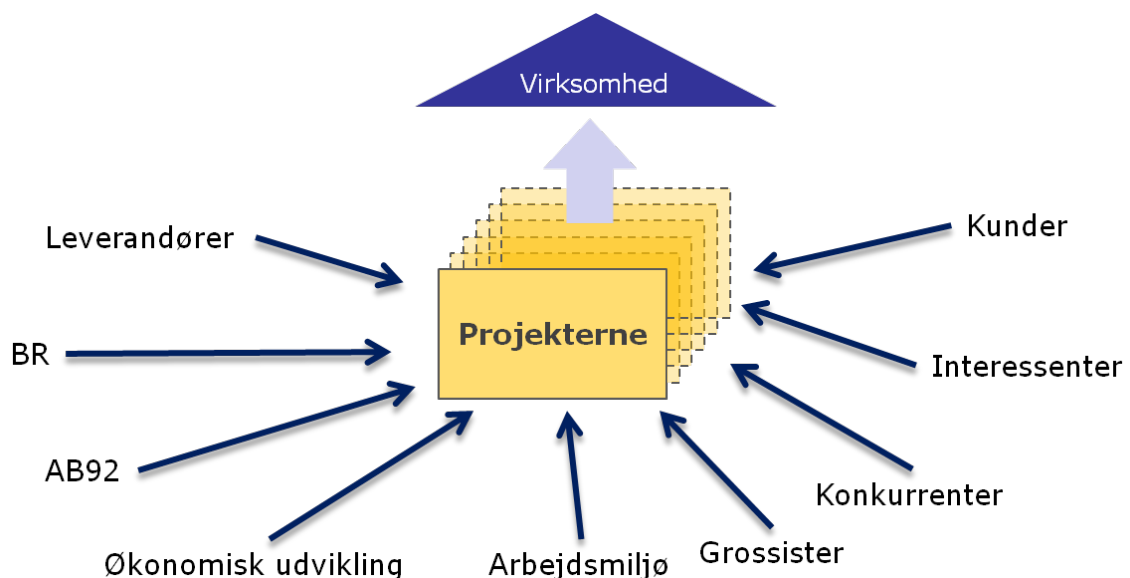 Virksomhed
Leverandører
Kunder
Projekterne
BR
Interessenter
AB92
Konkurrenter
Økonomisk udvikling
Arbejdsmiljø
Grossister